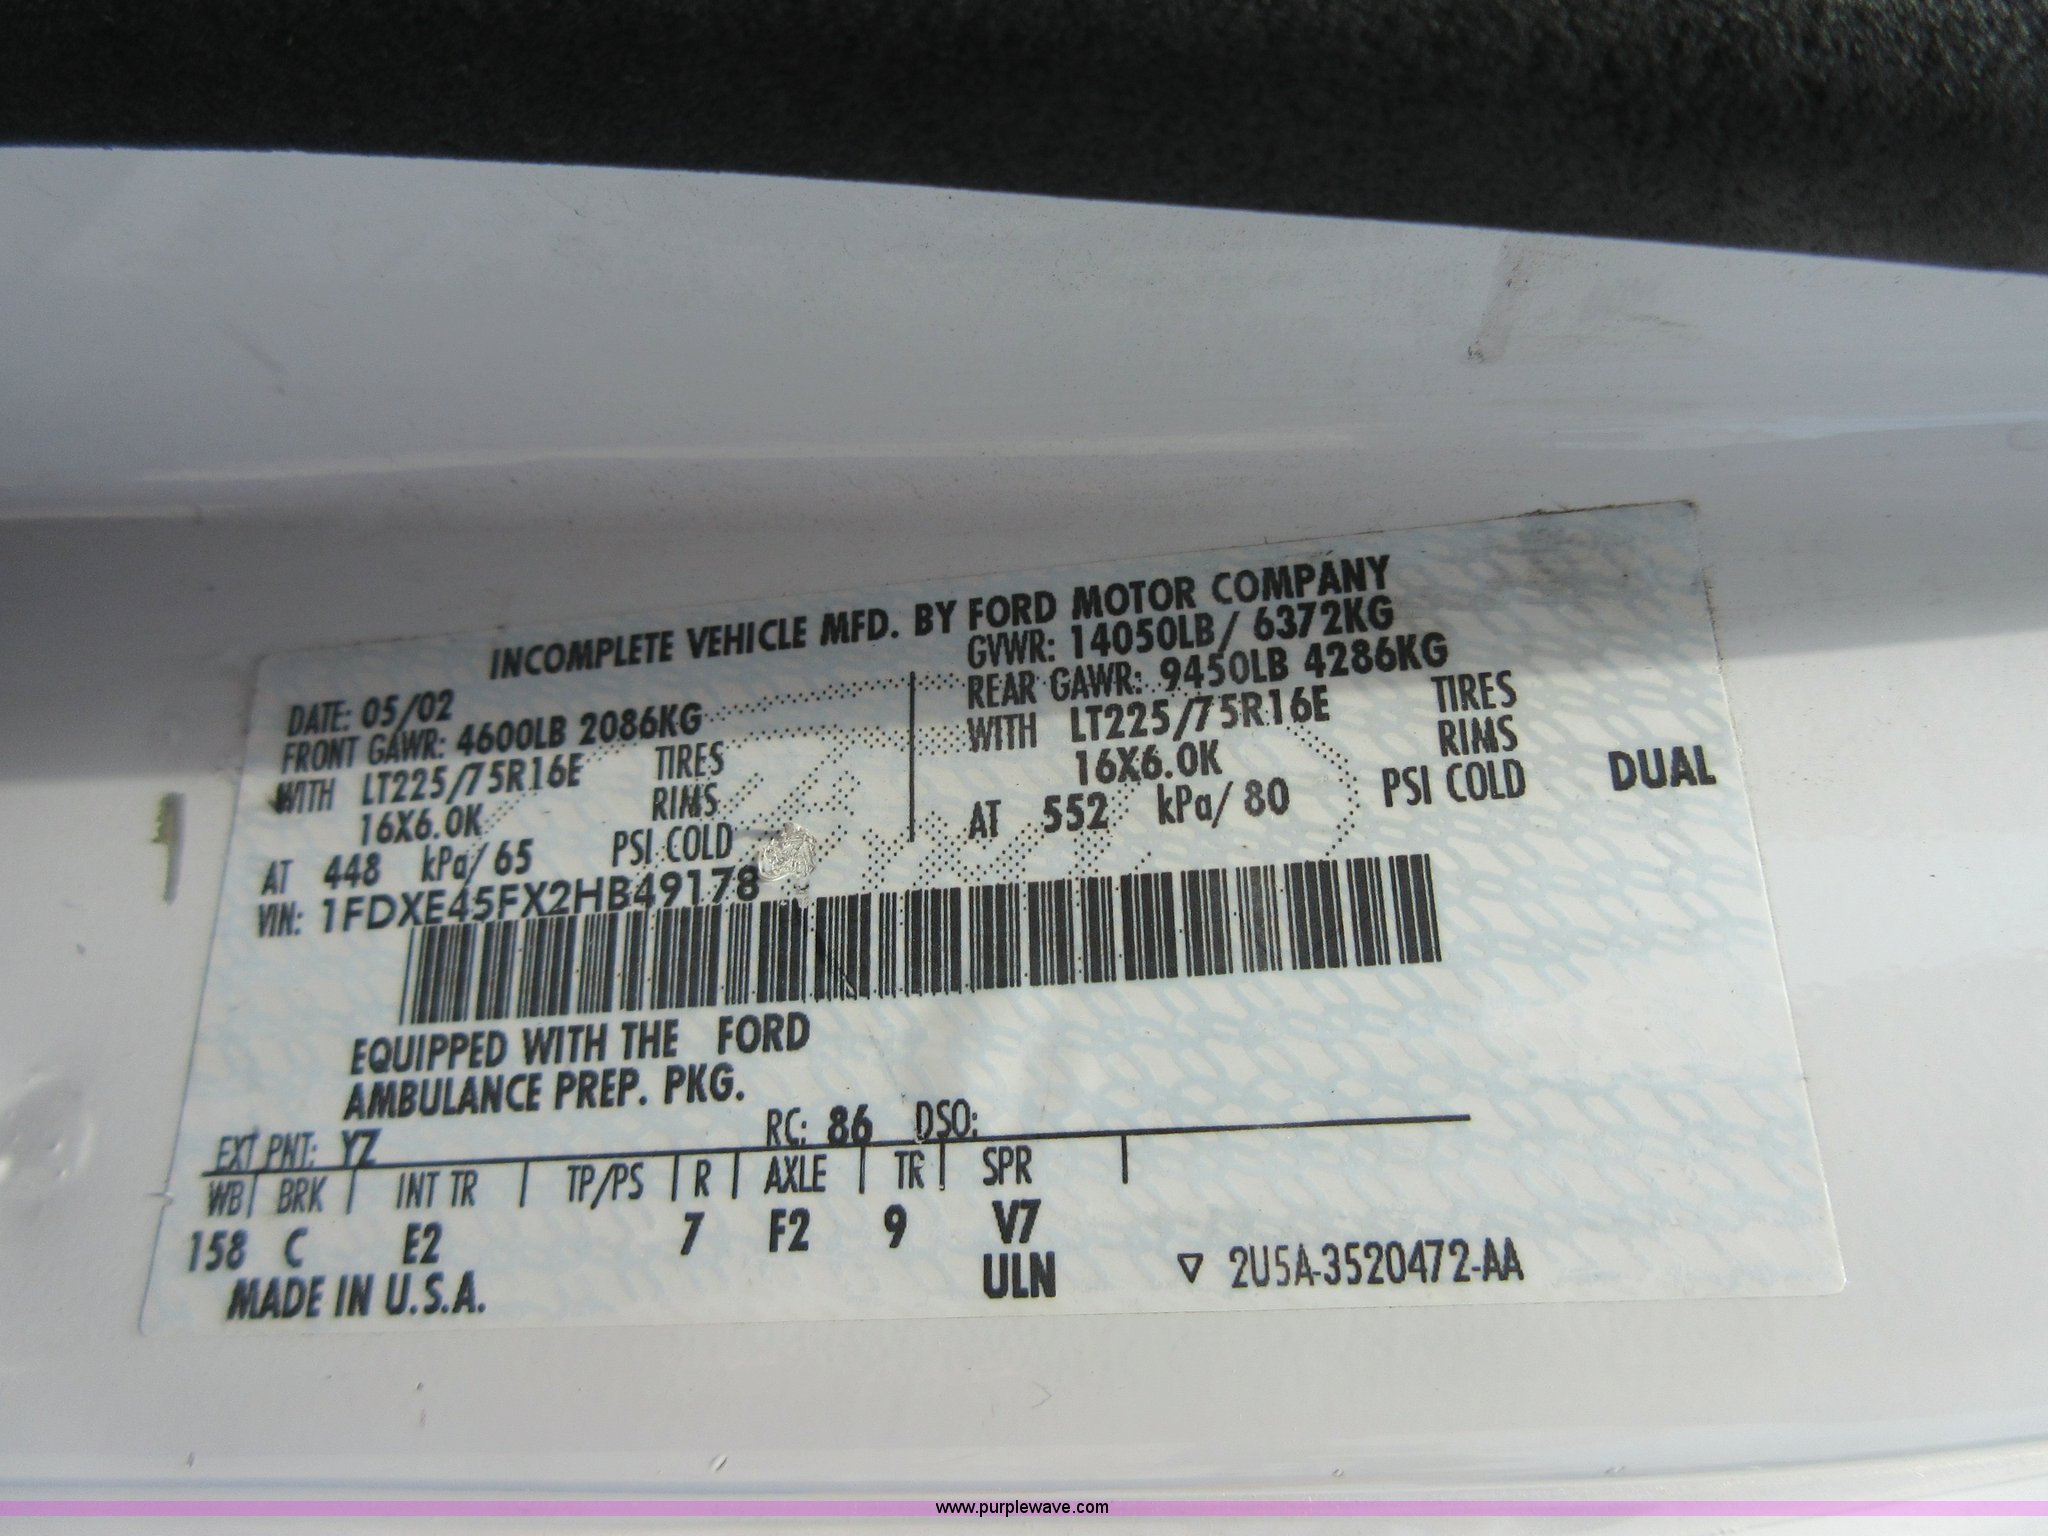 INCOMPLETE VEHICLE MFD. BY FORD MOTOR COMPANY
DATE: 05/02
GVWR: 14050LB/ 6372KG
FRONT GAWR: 4600LB 2086KG
REAR GAWR: 9450LB 4286KG
WITH LT225/75R16E TIRES
WITH LT225/75R16E TIRES
16X6.0K RIMS
16X6.0K RIMS
AT 448 kPa/ 65 PSI COLD
AT 552 kPa/ 80 PSI COLD DUAL
VIN: 1FDXE45FX2HB49178
EQUIPPED WITH THE FORD
AMBULANCE PREP. PKG.
EXT PNT: YZ RC: 86 DSO:
WB | BRK | INT TR | TP/PS | R | AXLE | TR | SPR |
158 C E2 7 F2 9 V7
MADE IN U.S.A. ULN ▽ 2U5A-3520472-AA
www.purplewave.com